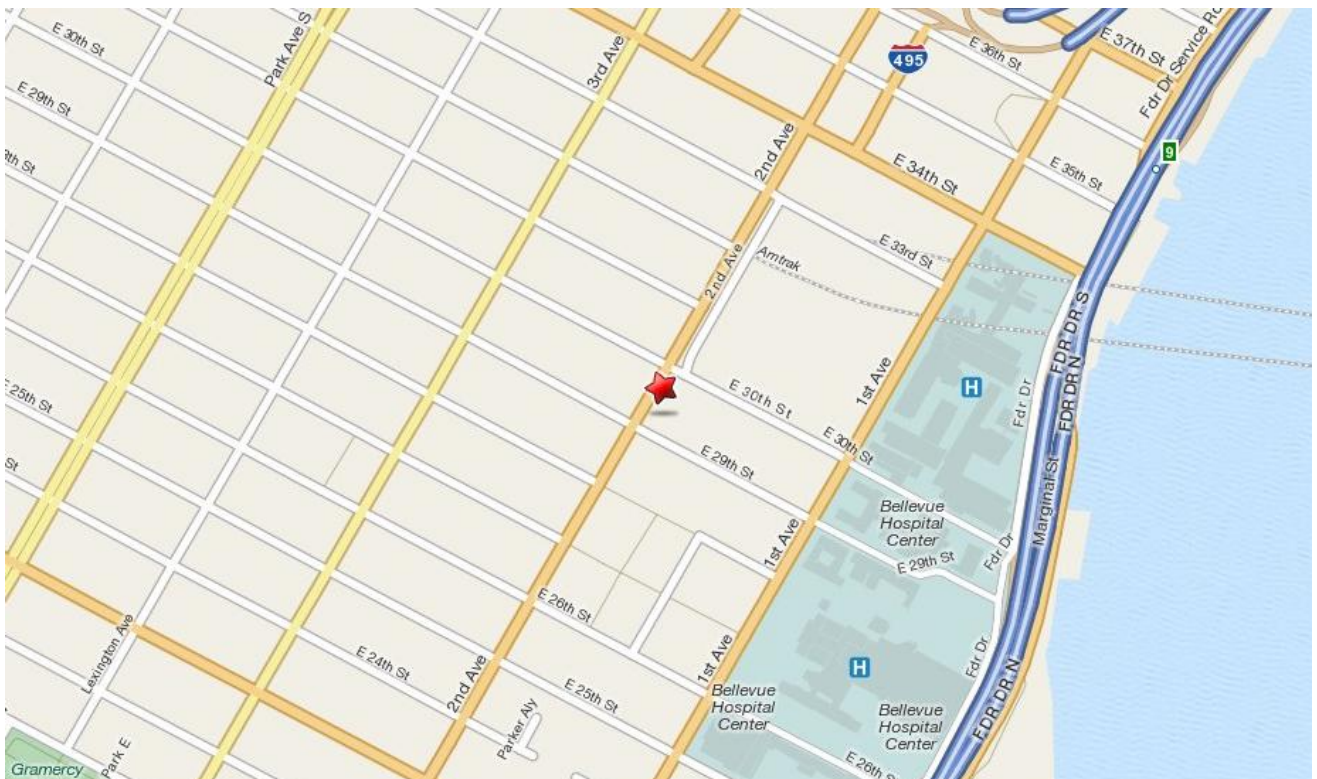 E 30th St
Park Ave S
3rd Ave
495
E 36th St
E 37th St
Fdr Dr Service Ro
E 29th St
2nd Ave
9
E 34th St
E 35th St
2nd Ave
Amtrak
E 33rd St
FDR DR S
FDR DR N
1st Ave
H
Fdr Dr
E 25th St
E 30th St
E 30th St
E 29th St
St
Marginal St
Bellevue
Hospital
Center
1st Ave
Fdr Dr
E 29th St
E 26th St
Lexington Ave
E 24th St
2nd Ave
1st Ave
H
Fdr Dr
E 25th St
Parker Aly
Bellevue
Hospital
Center
Bellevue
Hospital
Center
FDR DR N
E 26th St
Park E
Gramercy